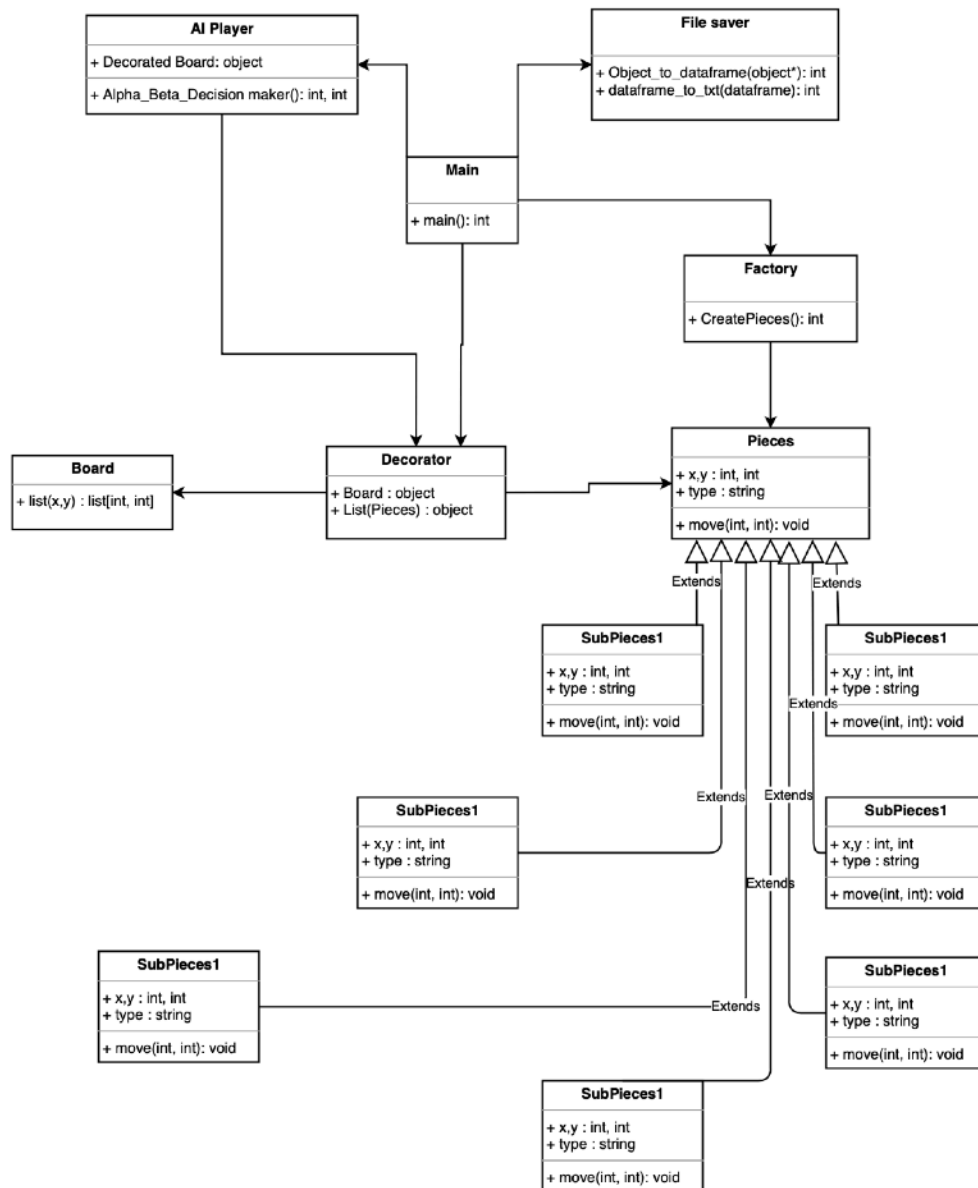 AI Player
+ Decorated Board: object
+ Alpha_Beta_Decision maker(): int, int
File saver
+ Object_to_dataframe(object*): int
+ dataframe_to_txt(dataframe): int
Main
+ main(): int
Factory
+ CreatePieces(): int
Board
+ list(x,y) : list[int, int]
Decorator
+ Board : object
+ List(Pieces) : object
Pieces
+ x,y : int, int
+ type : string
+ move(int, int): void
Extends
Extends
SubPieces1
+ x,y : int, int
+ type : string
+ move(int, int): void
SubPieces1
+ x,y : int, int
+ type : string
+ move(int, int): void
Extends
Extends
Extends
SubPieces1
+ x,y : int, int
+ type : string
+ move(int, int): void
SubPieces1
+ x,y : int, int
+ type : string
+ move(int, int): void
Extends
SubPieces1
+ x,y : int, int
+ type : string
+ move(int, int): void
Extends
SubPieces1
+ x,y : int, int
+ type : string
+ move(int, int): void
SubPieces1
+ x,y : int, int
+ type : string
+ move(int, int): void